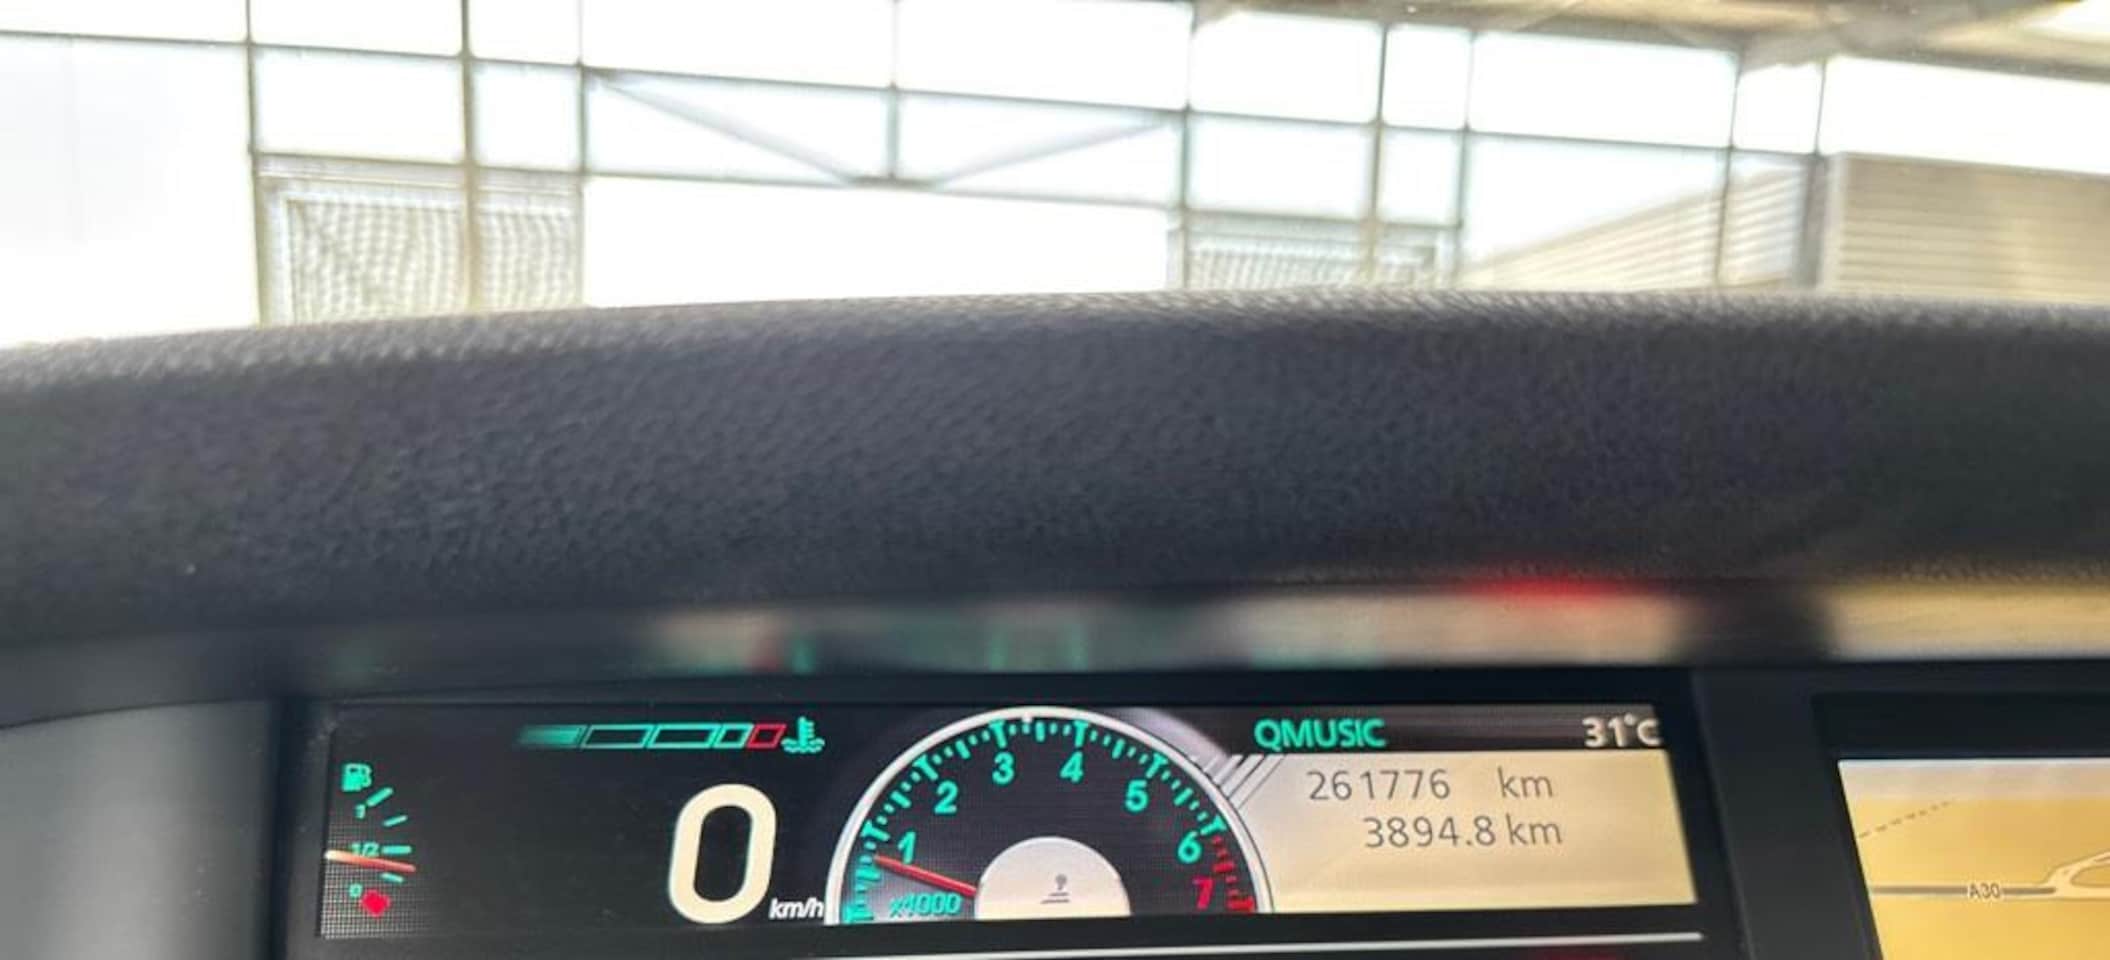 QMUSIC 31°C
261776 km
3894.8 km
1
1/2
0
0 km/h
1 2 3 4 5 6 7
x1000
A30